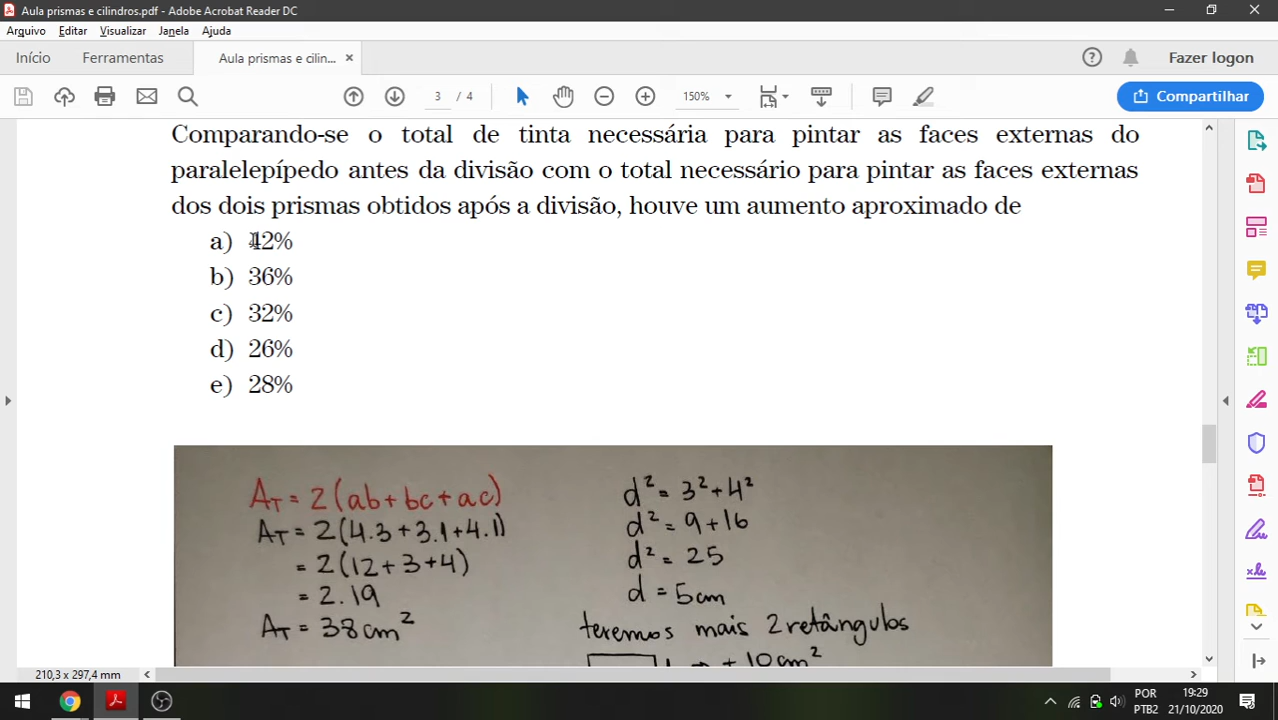 Aula prismas e cilindros.pdf - Adobe Acrobat Reader DC
Arquivo Editar Visualizar Janela Ajuda
Início Ferramentas Aula prismas e cilin... × Fazer logon
3 / 4 150% Compartilhar
Comparando-se o total de tinta necessária para pintar as faces externas do
paralelepípedo antes da divisão com o total necessário para pintar as faces externas
dos dois prismas obtidos após a divisão, houve um aumento aproximado de
a) 42%
b) 36%
c) 32%
d) 26%
e) 28%
A_T = 2(ab+bc+ac)
A_T = 2(4.3+3.1+4.1)
= 2(12+3+4)
= 2.19
A_T = 38cm²
d² = 3²+4²
d² = 9+16
d² = 25
d = 5cm
teremos mais 2 retângulos
1 → + 10cm²
210,3 x 297,4 mm
POR 19:29
PTB2 21/10/2020